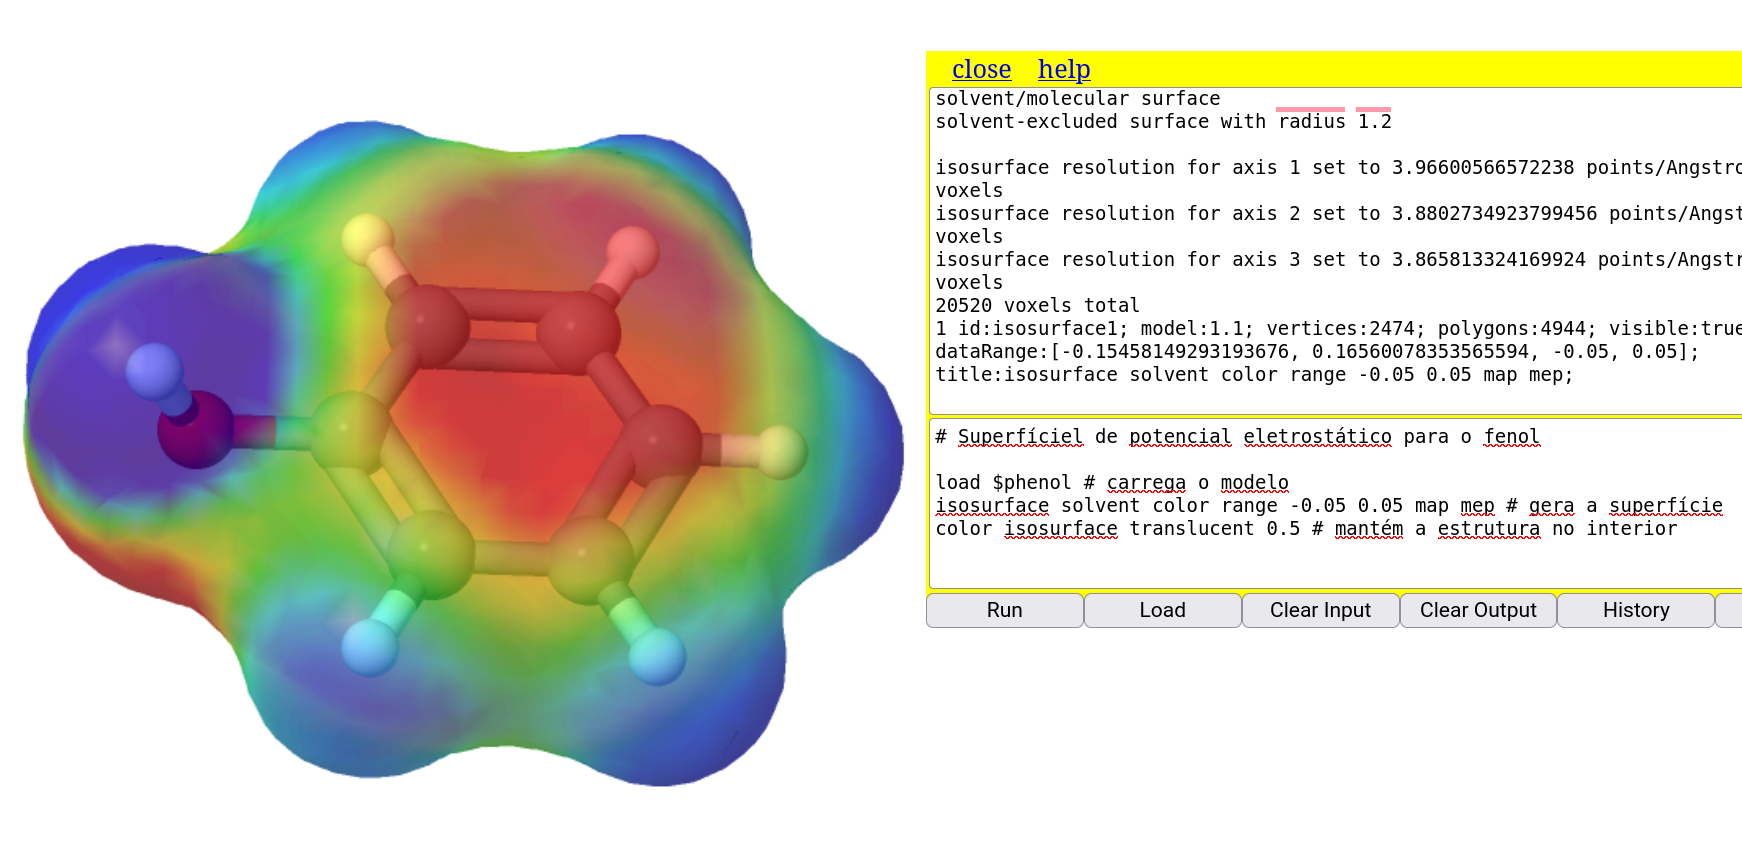 close help
solvent/molecular surface
solvent-excluded surface with radius 1.2
isosurface resolution for axis 1 set to 3.96600566572238 points/Angstro
voxels
isosurface resolution for axis 2 set to 3.8802734923799456 points/Angst
voxels
isosurface resolution for axis 3 set to 3.865813324169924 points/Angstr
voxels
20520 voxels total
1 id:isosurface1; model:1.1; vertices:2474; polygons:4944; visible:true
dataRange:[-0.15458149293193676, 0.16560078353565594, -0.05, 0.05];
title:isosurface solvent color range -0.05 0.05 map mep;
# Superfíciel de potencial eletrostático para o fenol
load $phenol # carrega o modelo
isosurface solvent color range -0.05 0.05 map mep # gera a superfície
color isosurface translucent 0.5 # mantém a estrutura no interior
Run Load Clear Input Clear Output History